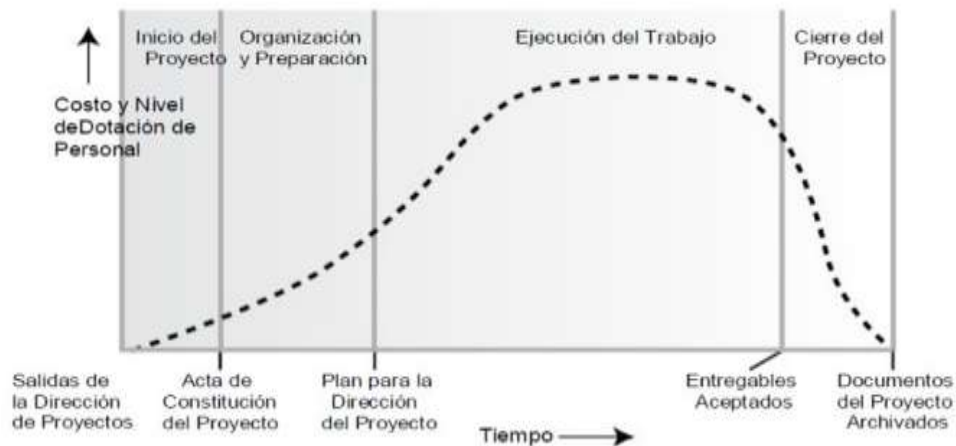 Inicio del
Proyecto
Organización
y Preparación
Ejecución del Trabajo
Cierre del
Proyecto
Costo y Nivel
deDotación de
Personal
Salidas de
la Dirección
de Proyectos
Acta de
Constitución
del Proyecto
Plan para la
Dirección
del Proyecto
Entregables
Aceptados
Documentos
del Proyecto
Archivados
Tiempo